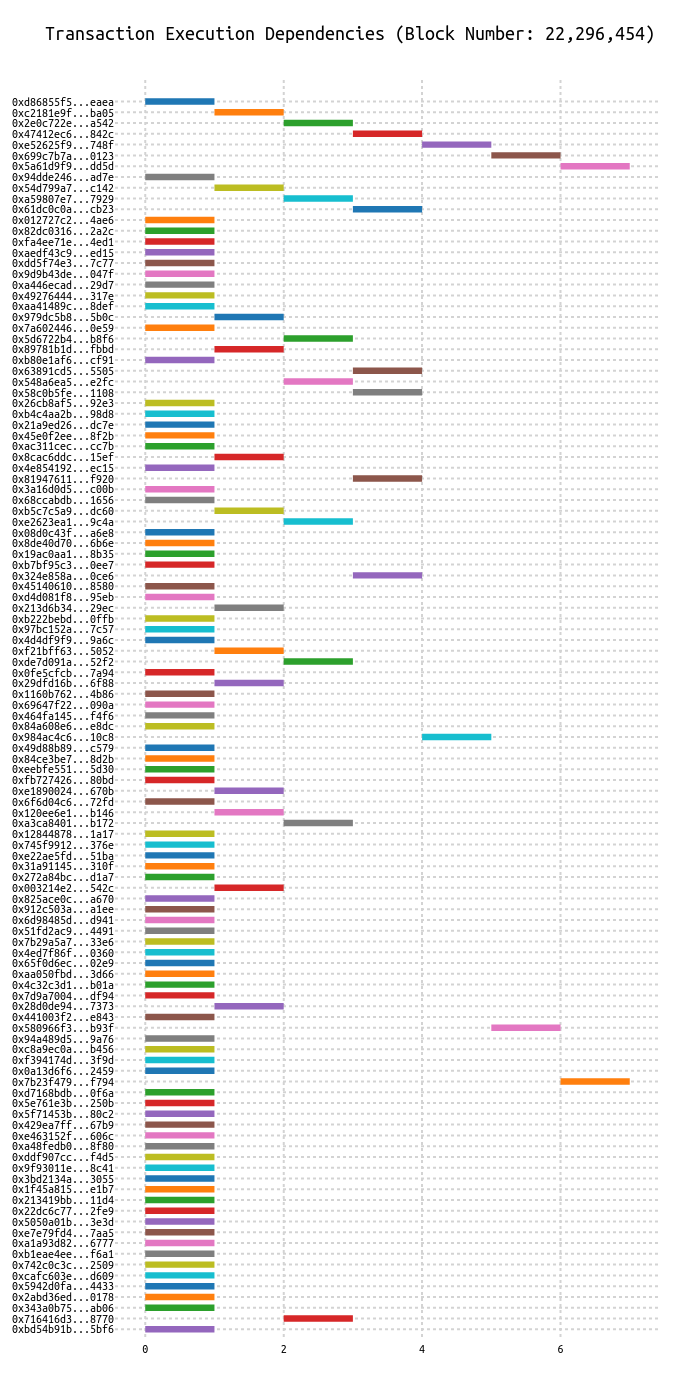 Transaction Execution Dependencies (Block Number: 22,296,454)
0xd86855f5...eaea
0xc2181e9f...ba05
0x2e0c722e...a542
0x47412ec6...842c
0xe52625f9...748f
0x699c7b7a...0123
0x5a61d9f9...dd5d
0x94dde246...ad7e
0x54d799a7...c142
0xa59807e7...7929
0x61dc0c0a...cb23
0x012727c2...4ae6
0x82dc0316...2a2c
0xfa4ee71e...4ed1
0xaedf43c9...ed15
0xdd5f74e3...7c77
0x9d9b43de...047f
0xa446ecad...29d7
0x49276444...317e
0xaa41489c...8def
0x979dc5b8...5b0c
0x7a602446...0e59
0x5d6722b4...b8f6
0x89781b1d...fbbd
0xb80e1af6...cf91
0x63891cd5...5505
0x548a6ea5...e2fc
0x58c0b5fe...1108
0x26cb8af5...92e3
0xb4c4aa2b...98d8
0x21a9ed26...dc7e
0x45e0f2ee...8f2b
0xac311cec...cc7b
0x8cac6ddc...15ef
0x4e854192...ec15
0x81947611...f920
0x3a16d0d5...c00b
0x68ccabdb...1656
0xb5c7c5a9...dc60
0xe2623ea1...9c4a
0x08d0c43f...a6e8
0x8de40d70...6b6e
0x19ac0aa1...8b35
0xb7bf95c3...0ee7
0x324e858a...0ce6
0x45140610...8580
0xd4d081f8...95eb
0x213d6b34...29ec
0xb222bebd...0ffb
0x97bc152a...7c57
0x4d4df9f9...9a6c
0xf21bff63...5052
0xde7d091a...52f2
0x0fe5cfcb...7a94
0x29dfd16b...6f88
0x1160b762...4b86
0x69647f22...090a
0x464fa145...f4f6
0x84a608e6...e8dc
0x984ac4c6...10c8
0x49d88b89...c579
0x84ce3be7...8d2b
0xeebfe551...5d30
0xfb727426...80bd
0xe1890024...670b
0x6f6d04c6...72fd
0x120ee6e1...b146
0xa3ca8401...b172
0x12844878...1a17
0x745f9912...376e
0xe22ae5fd...51ba
0x31a91145...310f
0x272a84bc...d1a7
0x003214e2...542c
0x825ace0c...a670
0x912c503a...a1ee
0x6d98485d...d941
0x51fd2ac9...4491
0x7b29a5a7...33e6
0x4ed7f86f...0360
0x65f0d6ec...02e9
0xaa050fbd...3d66
0x4c32c3d1...b01a
0x7d9a7004...df94
0x28d0de94...7373
0x441003f2...e843
0x580966f3...b93f
0x94a489d5...9a76
0xc8a9ec0a...b456
0xf394174d...3f9d
0x0a13d6f6...2459
0x7b23f479...f794
0xd7168bdb...0f6a
0x5e761e3b...250b
0x5f71453b...80c2
0x429ea7ff...67b9
0xe463152f...606c
0xa48fedb0...8f80
0xddf907cc...f4d5
0x9f93011e...8c41
0x3bd2134a...3055
0x1f45a815...e1b7
0x213419bb...11d4
0x22dc6c77...2fe9
0x5050a01b...3e3d
0xe7e79fd4...7aa5
0xa1a93d82...6777
0xb1eae4ee...f6a1
0x742c0c3c...2509
0xcafc603e...d609
0x5942d0fa...4433
0x2abd36ed...0178
0x343a0b75...ab06
0x716416d3...8770
0xbd54b91b...5bf6
0 2 4 6